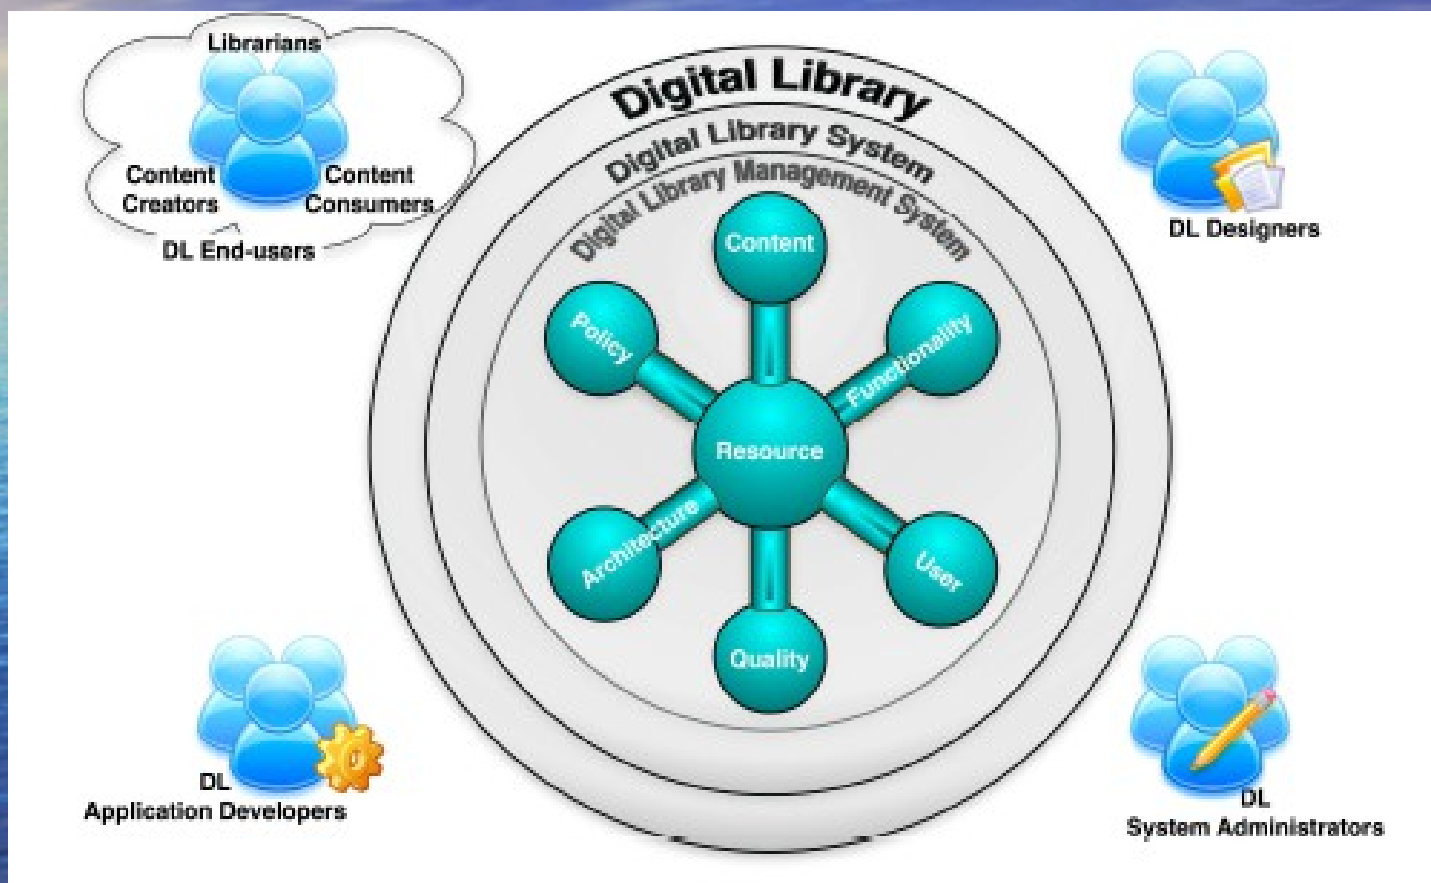 Librarians
Content
Creators
Content
Consumers
DL End-users
Digital Library
Digital Library System
Digital Library Management System
DL Designers
Content
Policy
Functionality
Resource
Architecture
User
Quality
DL
Application Developers
DL
System Administrators